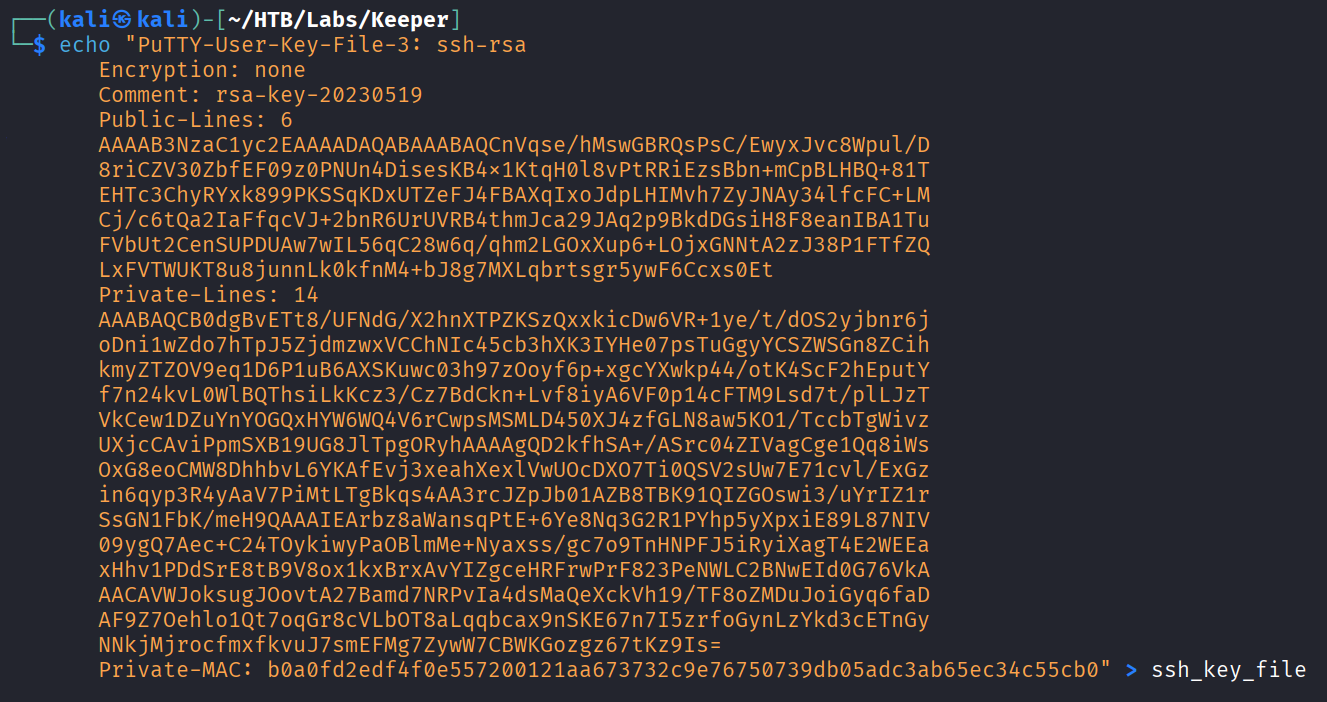 ┌──(kali㉿kali)-[~/HTB/Labs/Keeper]
└─$ echo "PuTTY-User-Key-File-3: ssh-rsa
Encryption: none
Comment: rsa-key-20230519
Public-Lines: 6
AAAAB3NzaC1yc2EAAAADAQABAAABAQCnVqse/hMswGBRQsPsC/EwyxJvc8Wpul/D
8riCZV30ZbfEF09z0PNUn4DisesKB4×1KtqH0l8vPtRRiEzsBbn+mCpBLHBQ+81T
EHTc3ChyRYxk899PKSSqKDxUTZeFJ4FBAXqIxoJdpLHIMvh7ZyJNAy34lfcFC+LM
Cj/c6tQa2IaFfqcVJ+2bnR6UrUVRB4thmJca29JAq2p9BkdDGsiH8F8eanIBA1Tu
FVbUt2CenSUPDUAw7wIL56qC28w6q/qhm2LGOxXup6+LOjxGNNtA2zJ38P1FTfZQ
LxFVTWUKT8u8junnLk0kfnM4+bJ8g7MXLqbrtsgr5ywF6Ccxs0Et
Private-Lines: 14
AAABAQCB0dgBvETt8/UFNdG/X2hnXTPZKSzQxxkicDw6VR+1ye/t/dOS2yjbnr6j
oDni1wZdo7hTpJ5ZjdmzwxVCChNIc45cb3hXK3IYHe07psTuGgyYCSZWSGn8ZCih
kmyZTZOV9eq1D6P1uB6AXSKuwc03h97zOoyf6p+xgcYXwkp44/otK4ScF2hEputY
f7n24kvL0WlBQThsiLkKcz3/Cz7BdCkn+Lvf8iyA6VF0p14cFTM9Lsd7t/plLJzT
VkCew1DZuYnYOGQxHYW6WQ4V6rCwpsMSMLD450XJ4zfGLN8aw5KO1/TccbTgWivz
UXjcCAviPpmSXB19UG8JlTpgORyhAAAAgQD2kfhSA+/ASrc04ZIVagCge1Qq8iWs
OxG8eoCMW8DhhbvL6YKAfEvj3xeahXexlVwUOcDXO7Ti0QSV2sUw7E71cvl/ExGz
in6qyp3R4yAaV7PiMtLTgBkqs4AA3rcJZpJb01AZB8TBK91QIZGOswi3/uYrIZ1r
SsGN1FbK/meH9QAAAIEArbz8aWansqPtE+6Ye8Nq3G2R1PYhp5yXpxiE89L87NIV
09ygQ7Aec+C24TOykiwyPaOBlmMe+Nyaxss/gc7o9TnHNPFJ5iRyiXagT4E2WEEa
xHhv1PDdSrE8tB9V8ox1kxBrxAvYIZgceHRFrwPrF823PeNWLC2BNwEId0G76VkA
AACAVWJoksugJOovtA27Bamd7NRPvIa4dsMaQeXckVh19/TF8oZMDuJoiGyq6faD
AF9Z7Oehlo1Qt7oqGr8cVLbOT8aLqqbcax9nSKE67n7I5zrfoGynLzYkd3cETnGy
NNkjMjrocfmxfkvuJ7smEFMg7ZywW7CBWKGozgz67tKz9Is=
Private-MAC: b0a0fd2edf4f0e557200121aa673732c9e76750739db05adc3ab65ec34c55cb0" > ssh_key_file